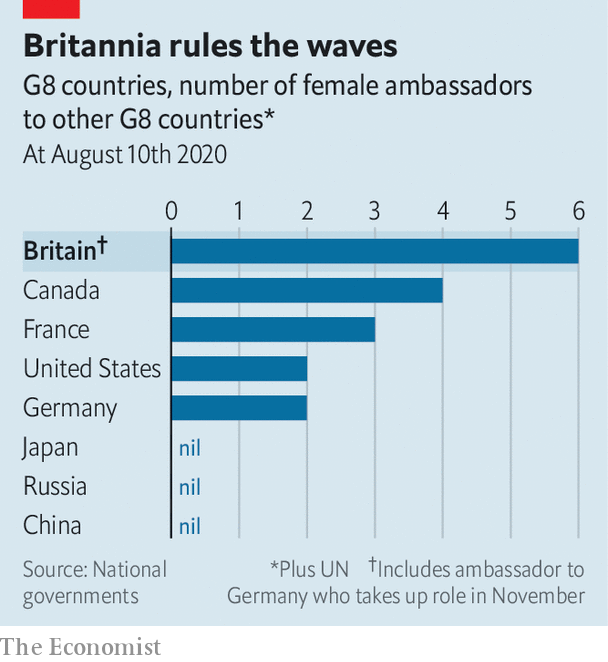 Britannia rules the waves
G8 countries, number of female ambassadors
to other G8 countries*
At August 10th 2020
0 1 2 3 4 5 6
Britain†
Canada
France
United States
Germany
Japan nil
Russia nil
China nil
Source: National
governments
*Plus UN †Includes ambassador to
Germany who takes up role in November
The Economist